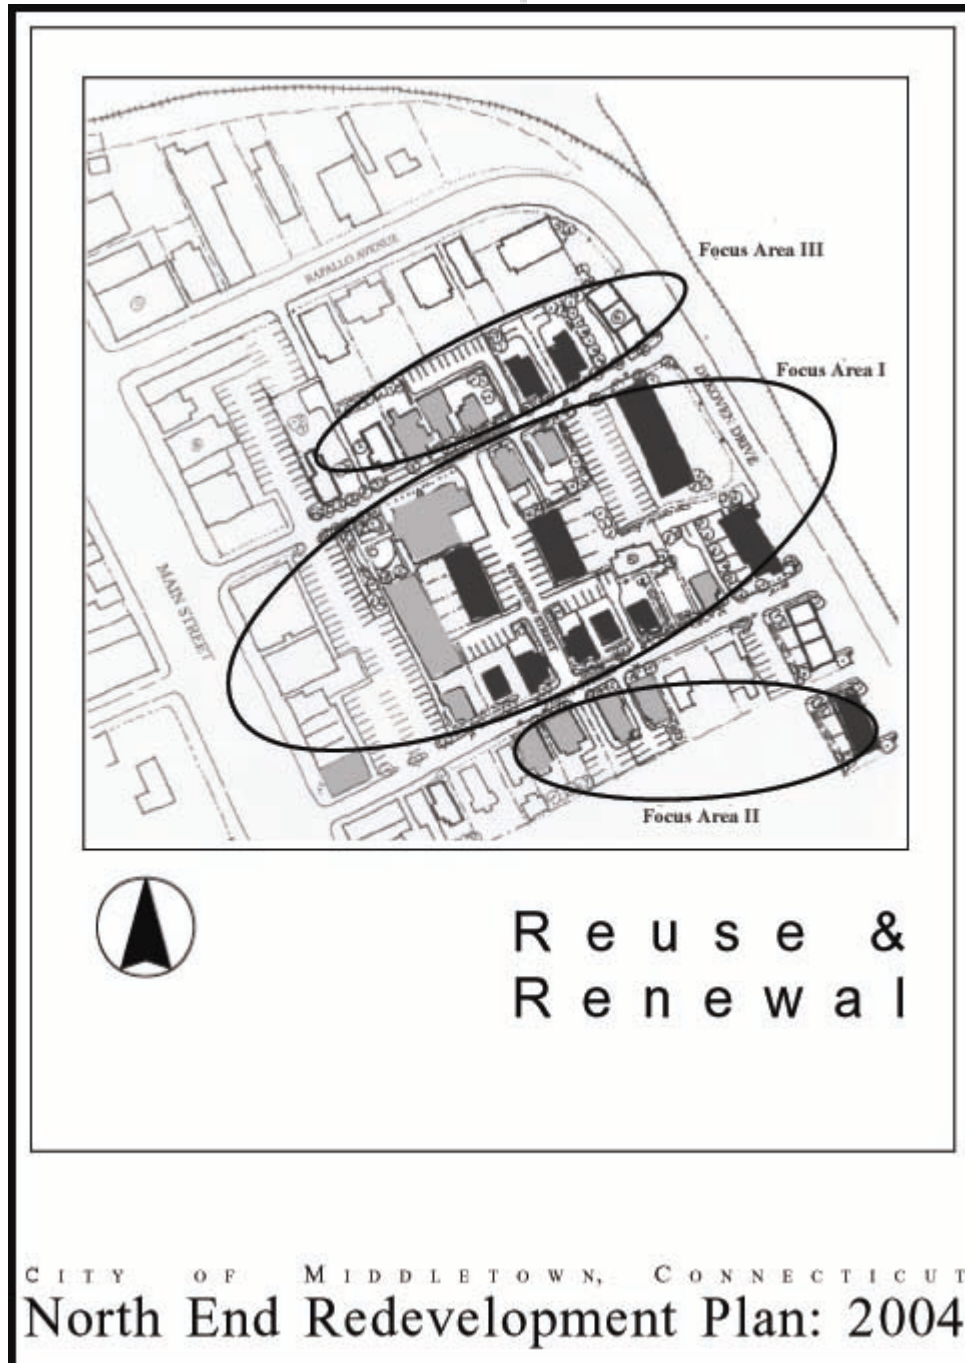 Focus Area III
RAPALLO AVENUE
Focus Area I
DEKOVEN DRIVE
MAIN STREET
STREET
Focus Area II
Reuse &
Renewal
CITY OF MIDDLETOWN, CONNECTICUT
North End Redevelopment Plan: 2004